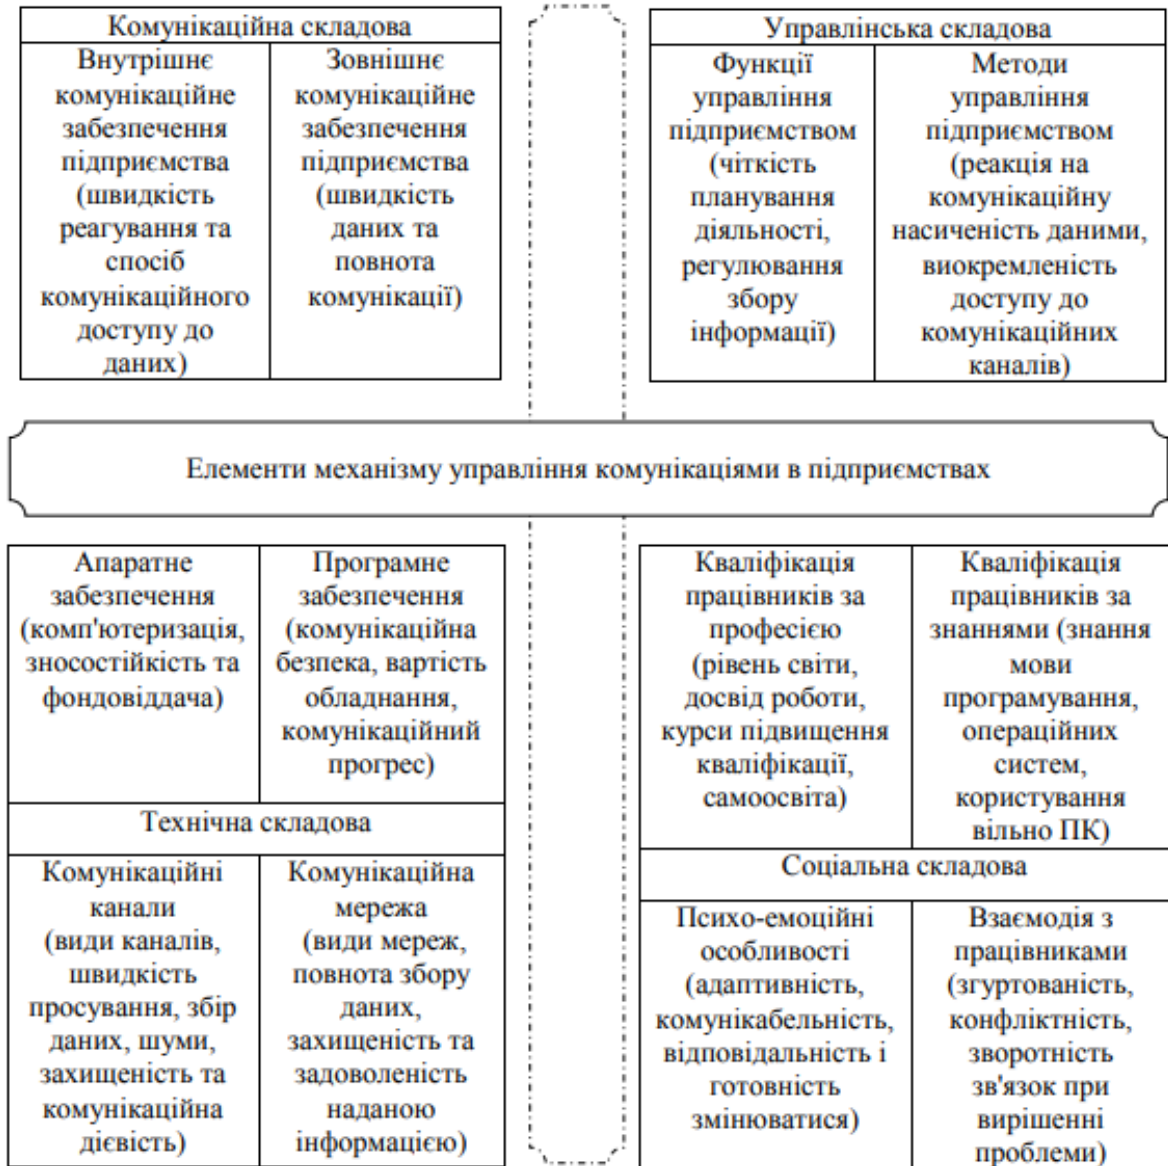 Комунікаційна складова
Внутрішнє
комунікаційне
забезпечення
підприємства
(швидкість
реагування та
спосіб
комунікаційного
доступу до
даних)
Зовнішнє
комунікаційне
забезпечення
підприємства
(швидкість
даних та
повнота
комунікації)
Управлінська складова
Функції
управління
підприємством
(чіткість
планування
діяльності,
регулювання
збору
інформації)
Методи
управління
підприємством
(реакція на
комунікаційну
насиченість даними,
виокремленість
доступу до
комунікаційних
каналів)
Елементи механізму управління комунікаціями в підприємствах
Апаратне
забезпечення
(комп'ютеризація,
зносостійкість та
фондовіддача)
Програмне
забезпечення
(комунікаційна
безпека, вартість
обладнання,
комунікаційний
прогрес)
Технічна складова
Комунікаційні
канали
(види каналів,
швидкість
просування, збір
даних, шуми,
захищеність та
комунікаційна
дієвість)
Комунікаційна
мережа
(види мереж,
повнота збору
даних,
захищеність та
задоволеність
наданою
інформацією)
Кваліфікація
працівників за
професією
(рівень світи,
досвід роботи,
курси підвищення
кваліфікації,
самоосвіта)
Кваліфікація
працівників за
знаннями (знання
мови
програмування,
операційних
систем,
користування
вільно ПК)
Соціальна складова
Психо-емоційні
особливості
(адаптивність,
комунікабельність,
відповідальність і
готовність
змінюватися)
Взаємодія з
працівниками
(згуртованість,
конфліктність,
зворотність
зв'язок при
вирішенні
проблеми)